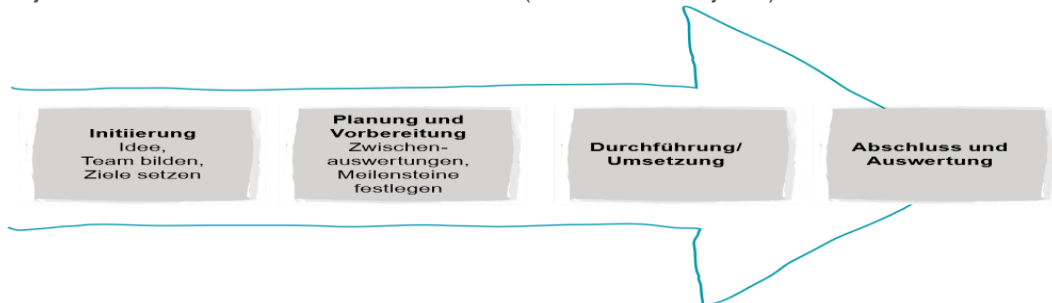 Initiierung
Idee,
Team bilden,
Ziele setzen
Planung und
Vorbereitung
Zwischen-
auswertungen,
Meilensteine
festlegen
Durchführung/
Umsetzung
Abschluss und
Auswertung